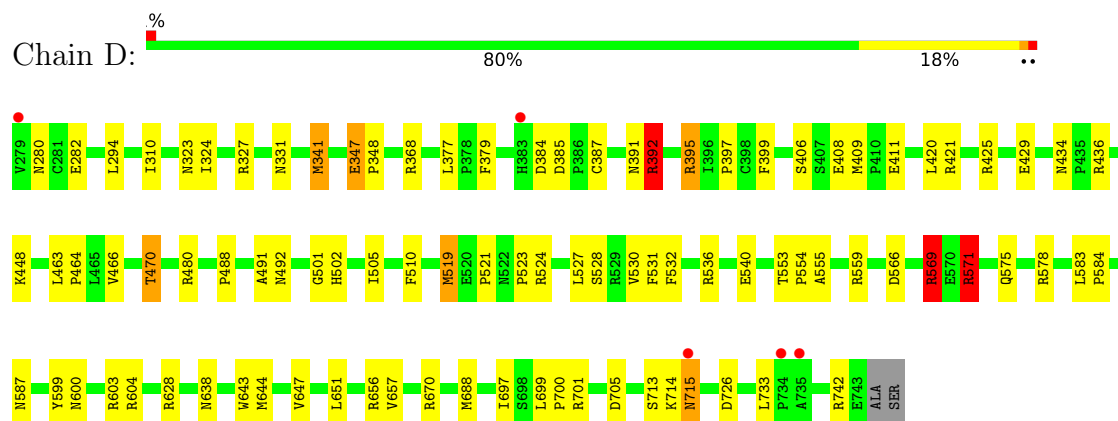 .%
Chain D:
80% 18% ••
V279 N280 C281 E282 L294 I310 N323 I324 R327 N331 M341 E347 P348 R368 L377 P378 F379 H383 D384 D385 P386 C387 N391 R392 R395 I396 P397 C398 F399 S406 S407 E408 M409 P410 E411 L420 R421 R425 E429 N434 P435 R436
K448 L463 P464 L465 V466 T470 R480 P488 A491 N492 G501 H502 I505 F510 M519 E520 P521 N522 P523 R524 L527 S528 R529 V530 F531 F532 R536 E540 T553 P554 A555 R559 D566 R569 E570 R571 Q575 R578 L583 P584
N587 Y599 N600 R603 R604 R628 N638 W643 M644 V647 L651 R656 V657 R670 M688 I697 S698 L699 P700 R701 D705 S713 K714 N715 D726 L733 P734 A735 R742 E743 ALA SER